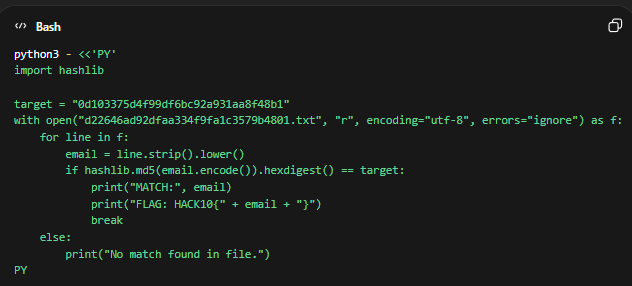 Bash
python3 - <<'PY'
import hashlib
target = "0d103375d4f99df6bc92a931aa8f48b1"
with open("d22646ad92dfaa334f9fa1c3579b4801.txt", "r", encoding="utf-8", errors="ignore") as f:
    for line in f:
        email = line.strip().lower()
        if hashlib.md5(email.encode()).hexdigest() == target:
            print("MATCH:", email)
            print("FLAG: HACK10{" + email + "}")
            break
    else:
        print("No match found in file.")
PY